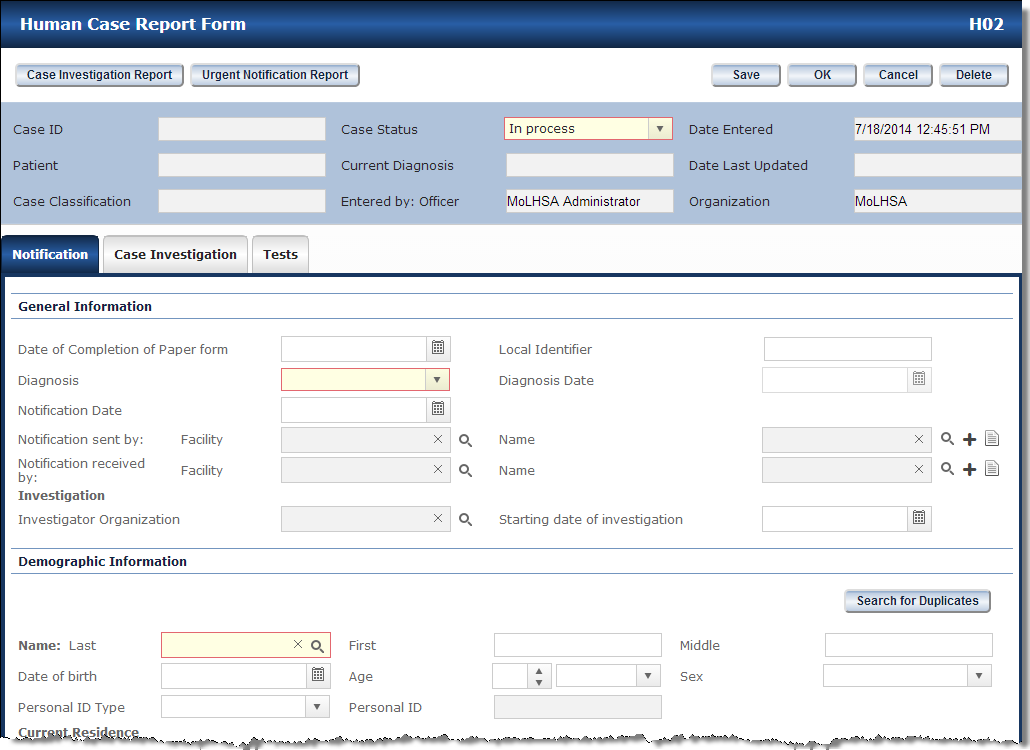 Human Case Report Form H02
Case Investigation Report Urgent Notification Report Save OK Cancel Delete
Case ID Case Status In process Date Entered 7/18/2014 12:45:51 PM
Patient Current Diagnosis Date Last Updated
Case Classification Entered by: Officer MoLHSA Administrator Organization MoLHSA
Notification Case Investigation Tests
General Information
Date of Completion of Paper form Local Identifier
Diagnosis Diagnosis Date
Notification Date
Notification sent by: Facility Name
Notification received
by: Facility Name
Investigation
Investigator Organization Starting date of investigation
Demographic Information
Search for Duplicates
Name: Last First Middle
Date of birth Age Sex
Personal ID Type Personal ID
Current Residence